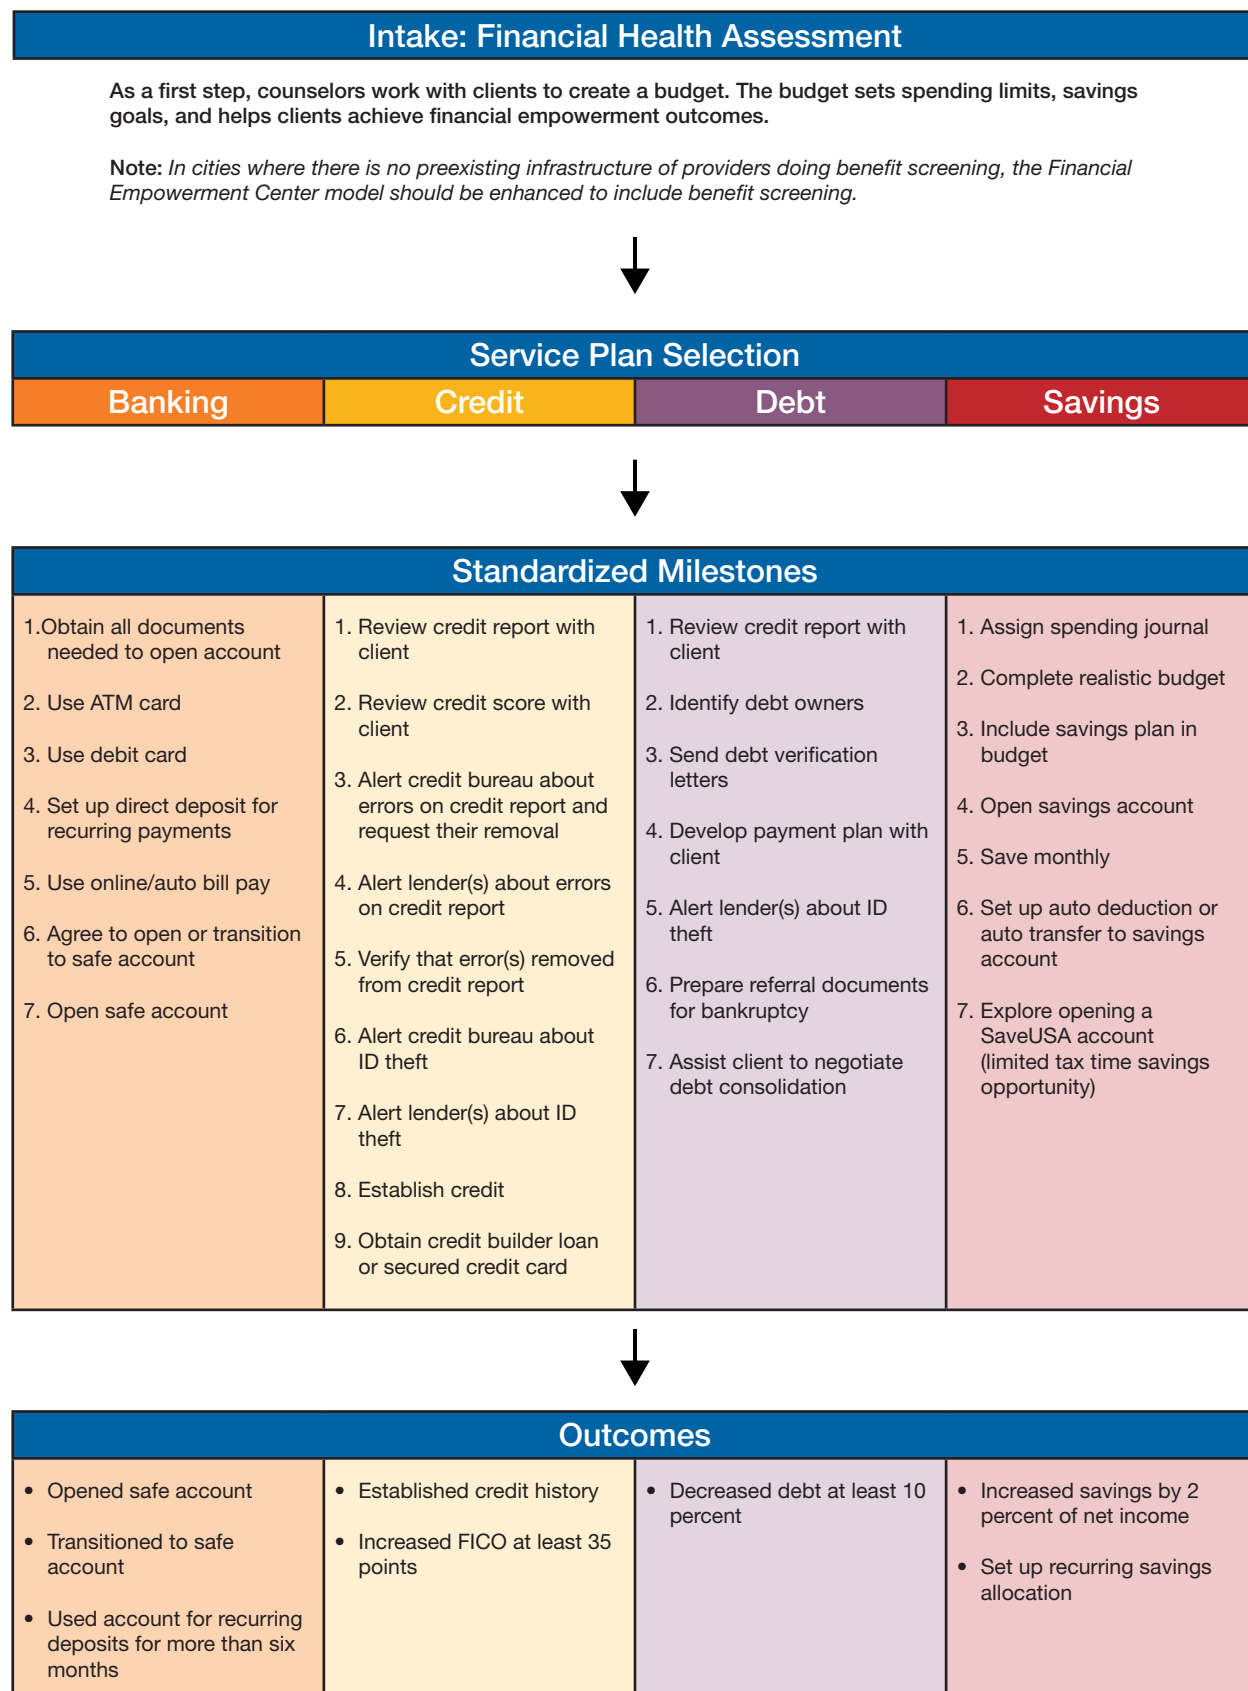 Intake: Financial Health Assessment
As a first step, counselors work with clients to create a budget. The budget sets spending limits, savings
goals, and helps clients achieve financial empowerment outcomes.
Note: In cities where there is no preexisting infrastructure of providers doing benefit screening, the Financial
Empowerment Center model should be enhanced to include benefit screening.
Service Plan Selection
Banking
Credit
Debt
Savings
Standardized Milestones
1.Obtain all documents
needed to open account
2. Use ATM card
3. Use debit card
4. Set up direct deposit for
recurring payments
5. Use online/auto bill pay
6. Agree to open or transition
to safe account
7. Open safe account
1. Review credit report with
client
2. Review credit score with
client
3. Alert credit bureau about
errors on credit report and
request their removal
4. Alert lender(s) about errors
on credit report
5. Verify that error(s) removed
from credit report
6. Alert credit bureau about
ID theft
7. Alert lender(s) about ID
theft
8. Establish credit
9. Obtain credit builder loan
or secured credit card
1. Review credit report with
client
2. Identify debt owners
3. Send debt verification
letters
4. Develop payment plan with
client
5. Alert lender(s) about ID
theft
6. Prepare referral documents
for bankruptcy
7. Assist client to negotiate
debt consolidation
1. Assign spending journal
2. Complete realistic budget
3. Include savings plan in
budget
4. Open savings account
5. Save monthly
6. Set up auto deduction or
auto transfer to savings
account
7. Explore opening a
SaveUSA account
(limited tax time savings
opportunity)
Outcomes
• Opened safe account
• Transitioned to safe
account
• Used account for recurring
deposits for more than six
months
• Established credit history
• Increased FICO at least 35
points
• Decreased debt at least 10
percent
• Increased savings by 2
percent of net income
• Set up recurring savings
allocation